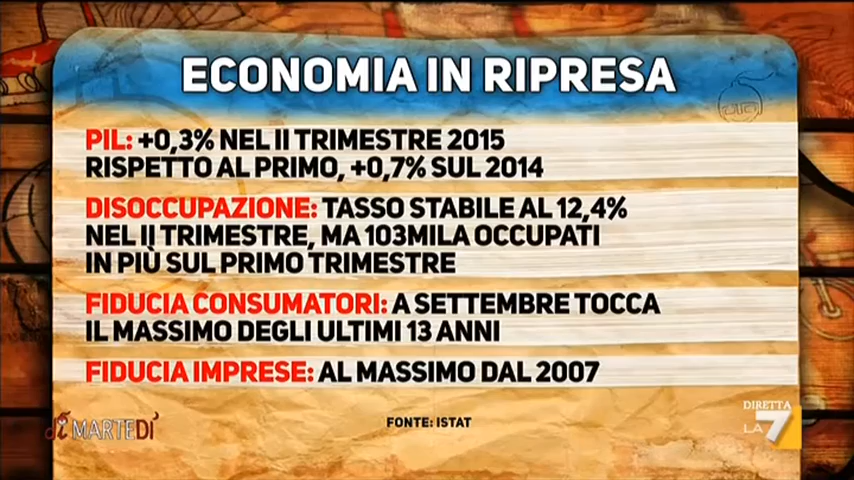 ECONOMIA IN RIPRESA
PIL: +0,3% NEL II TRIMESTRE 2015
RISPETTO AL PRIMO, +0,7% SUL 2014
DISOCCUPAZIONE: TASSO STABILE AL 12,4%
NEL II TRIMESTRE, MA 103MILA OCCUPATI
IN PIÙ SUL PRIMO TRIMESTRE
FIDUCIA CONSUMATORI: A SETTEMBRE TOCCA
IL MASSIMO DEGLI ULTIMI 13 ANNI
FIDUCIA IMPRESE: AL MASSIMO DAL 2007
FONTE: ISTAT
di MARTEDI'
DIRETTA
LA 7